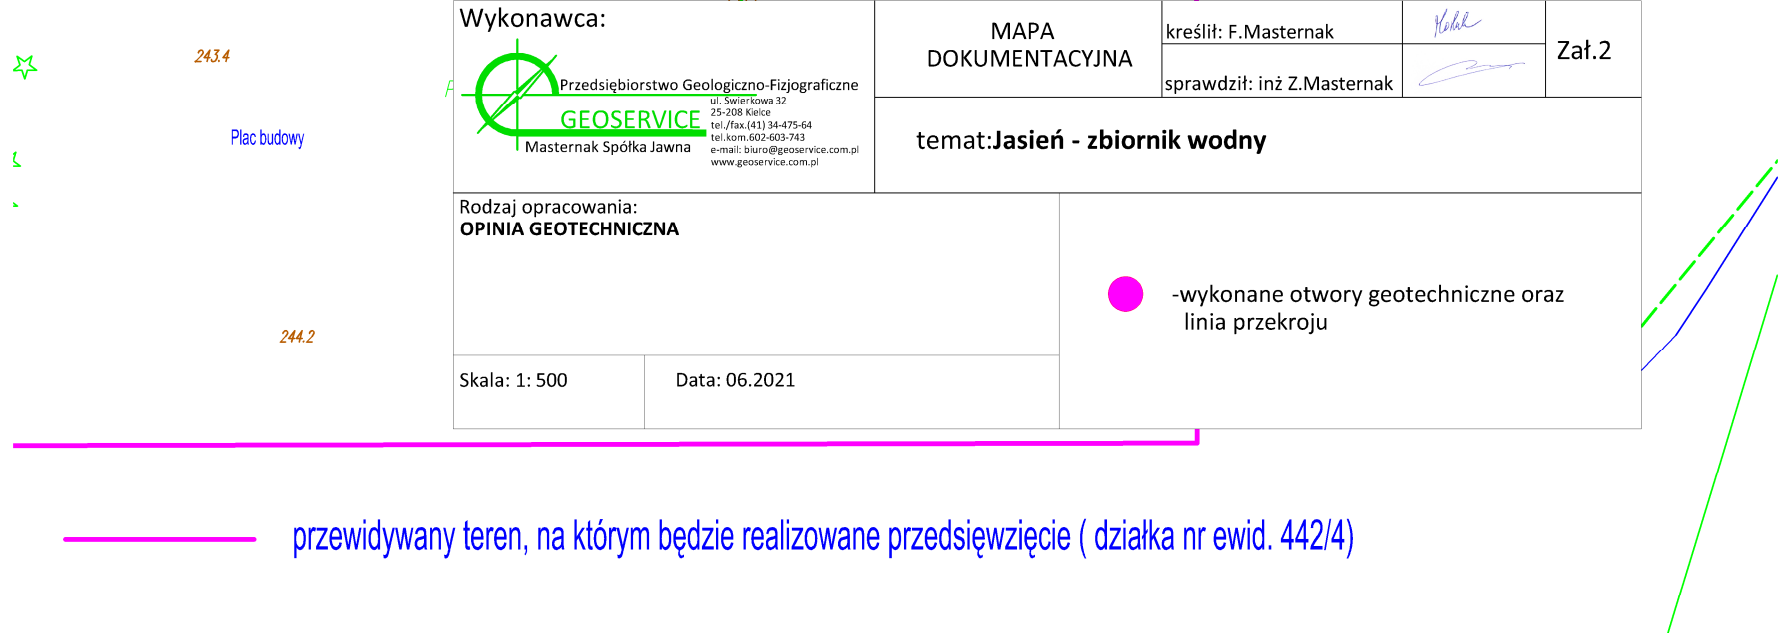 Wykonawca:
Przedsiębiorstwo Geologiczno-Fizjograficzne
GEOSERVICE
Masternak Spółka Jawna
ul. Swierkowa 32
25-208 Kielce
tel./fax.(41) 34-475-64
tel.kom.602-603-743
e-mail: biuro@geoservice.com.pl
www.geoservice.com.pl
MAPA
DOKUMENTACYJNA
kreślił: F.Masternak
sprawdził: inż Z.Masternak
Zał.2
temat:Jasień - zbiornik wodny
243.4
Plac budowy
244.2
Rodzaj opracowania:
OPINIA GEOTECHNICZNA
-wykonane otwory geotechniczne oraz
linia przekroju
Skala: 1: 500
Data: 06.2021
przewidywany teren, na którym będzie realizowane przedsięwzięcie ( działka nr ewid. 442/4)